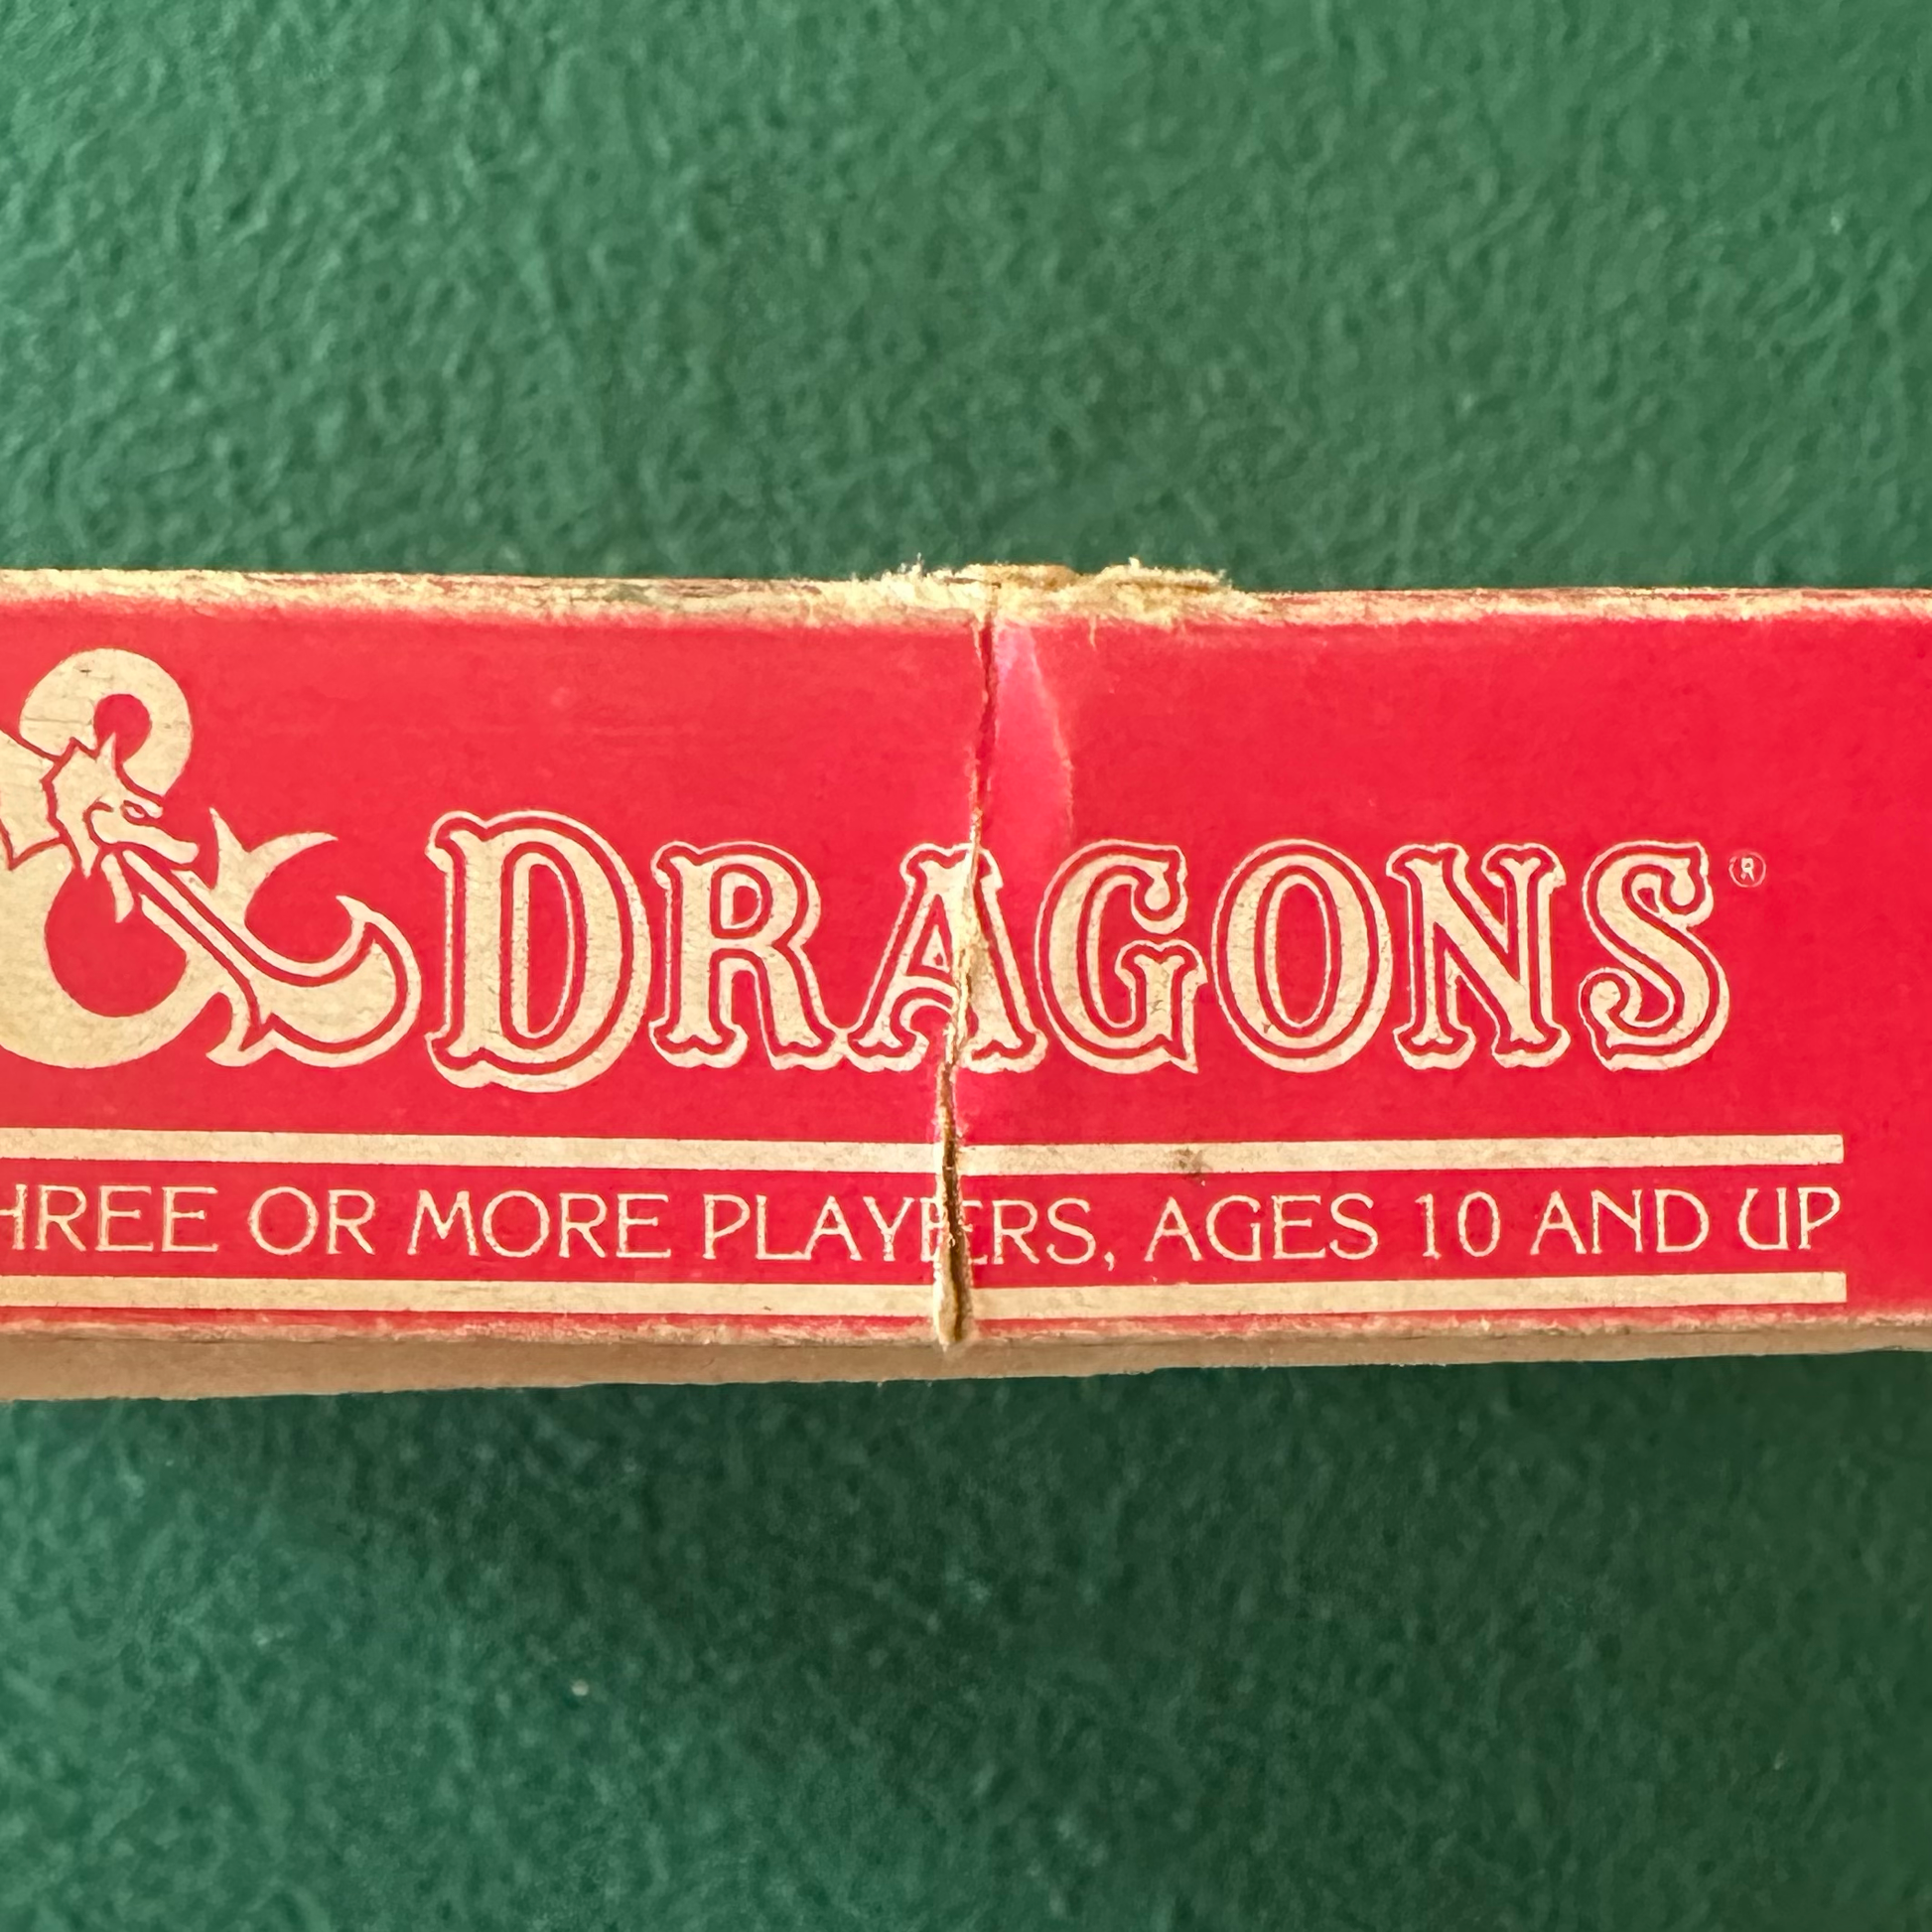 & DRAGONS®
HREE OR MORE PLAYERS, AGES 10 AND UP